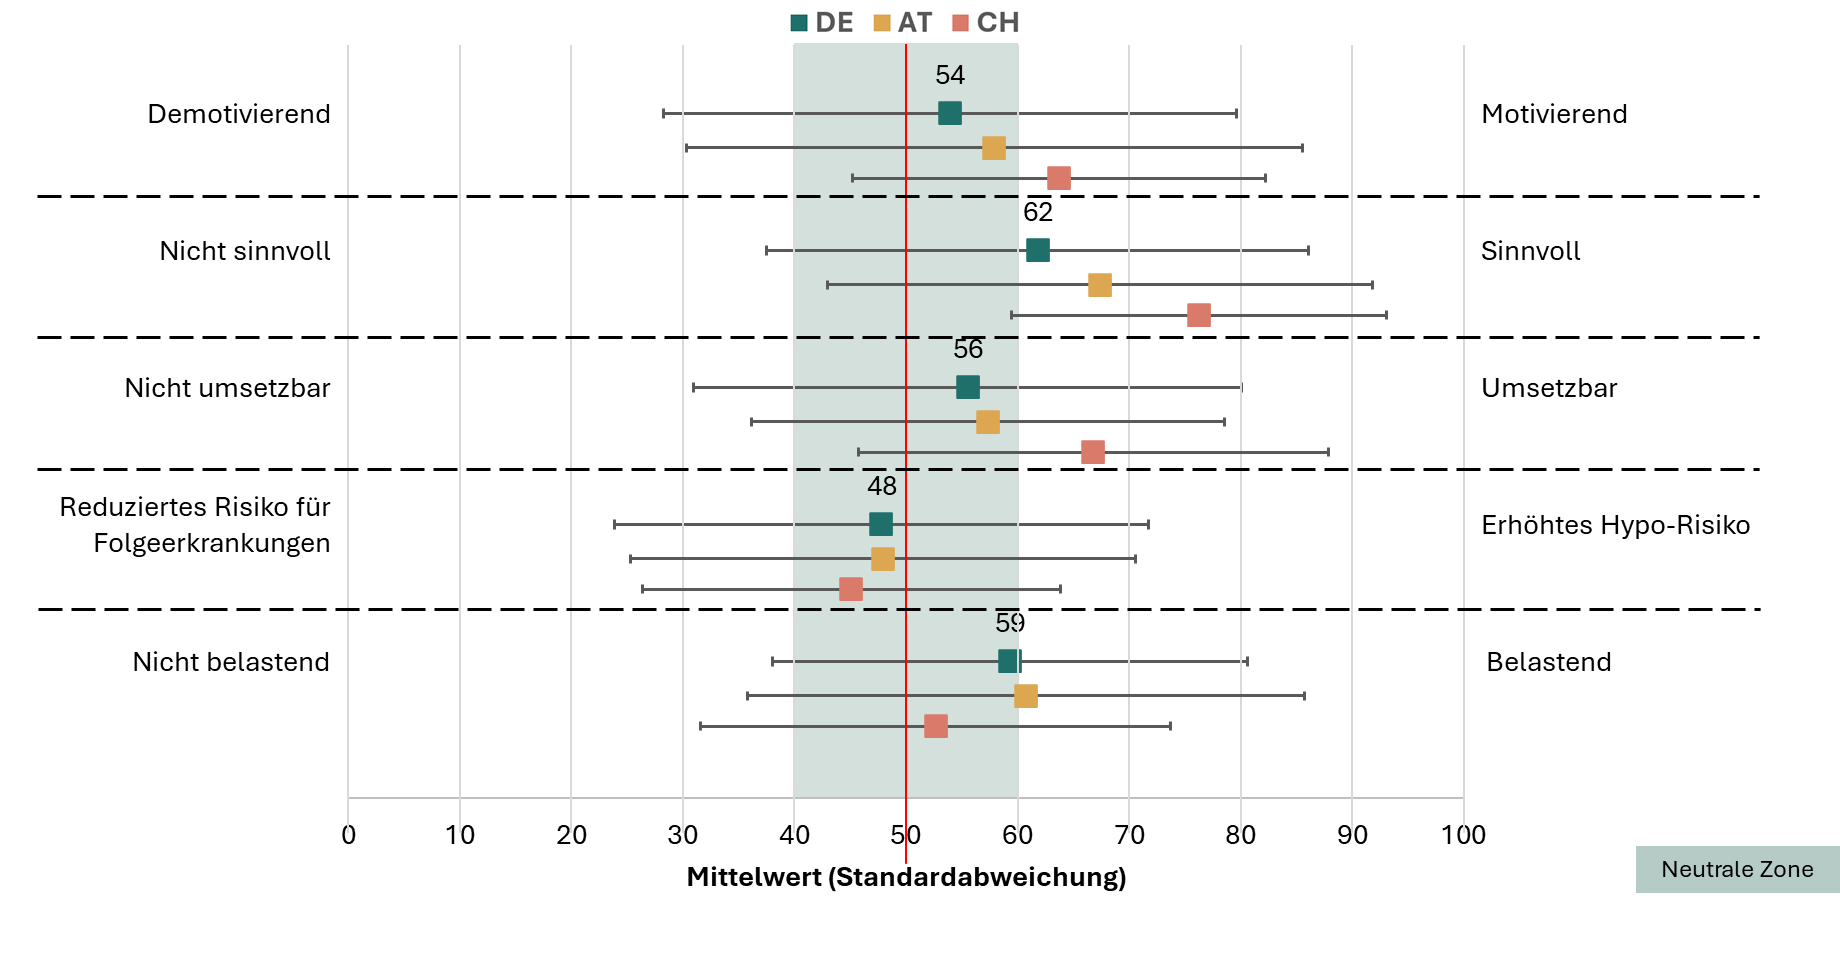 DE AT CH
54
Demotivierend Motivierend
62
Nicht sinnvoll Sinnvoll
56
Nicht umsetzbar Umsetzbar
48
Reduziertes Risiko für
Folgeerkrankungen
Erhöhtes Hypo-Risiko
59
Nicht belastend Belastend
0 10 20 30 40 50 60 70 80 90 100
Mittelwert (Standardabweichung)
Neutrale Zone